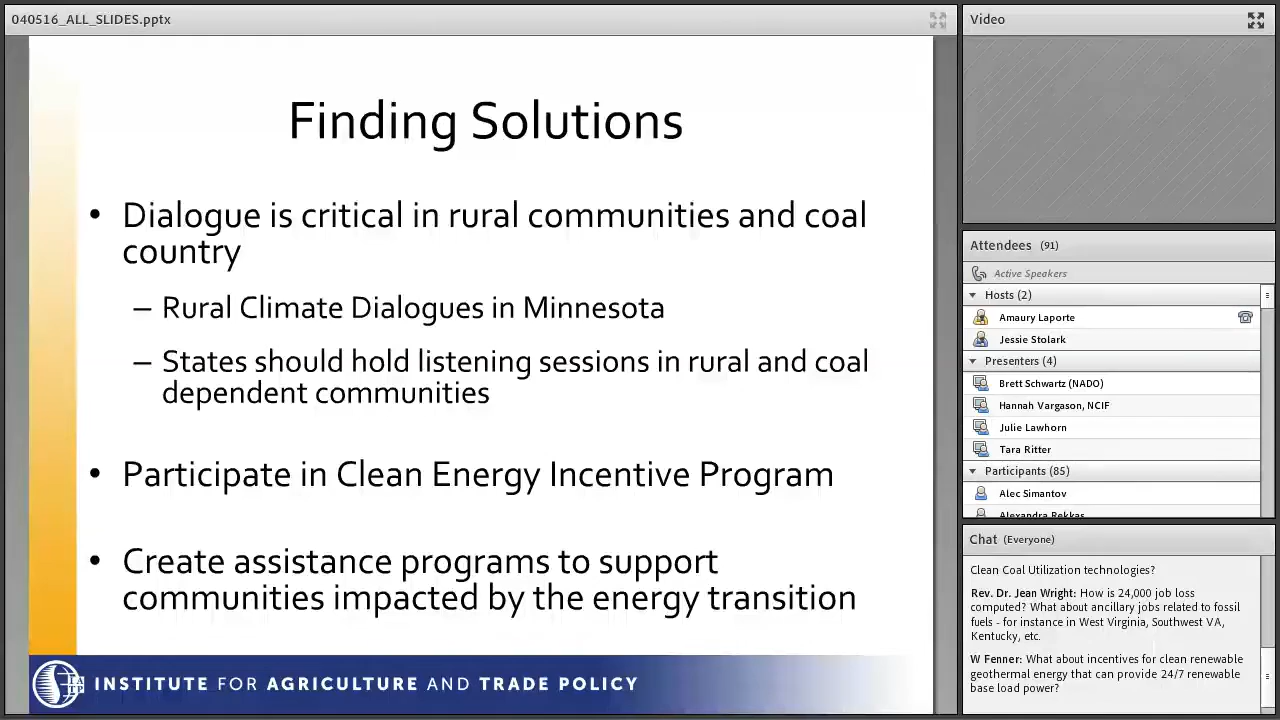 040516_ALL_SLIDES.pptx
Finding Solutions
• Dialogue is critical in rural communities and coal
country
– Rural Climate Dialogues in Minnesota
– States should hold listening sessions in rural and coal
dependent communities
• Participate in Clean Energy Incentive Program
• Create assistance programs to support
communities impacted by the energy transition
INSTITUTE FOR AGRICULTURE AND TRADE POLICY
Video
Attendees (91)
Active Speakers
Hosts (2)
Amaury Laporte
Jessie Stolark
Presenters (4)
Brett Schwartz (NADO)
Hannah Vargason, NCIF
Julie Lawhorn
Tara Ritter
Participants (85)
Alec Simantov
Alexandra Rekkas
Chat (Everyone)
Clean Coal Utilization technologies?
Rev. Dr. Jean Wright: How is 24,000 job loss
computed? What about ancillary jobs related to fossil
fuels - for instance in West Virginia, Southwest VA,
Kentucky, etc.
W Fenner: What about incentives for clean renewable
geothermal energy that can provide 24/7 renewable
base load power?